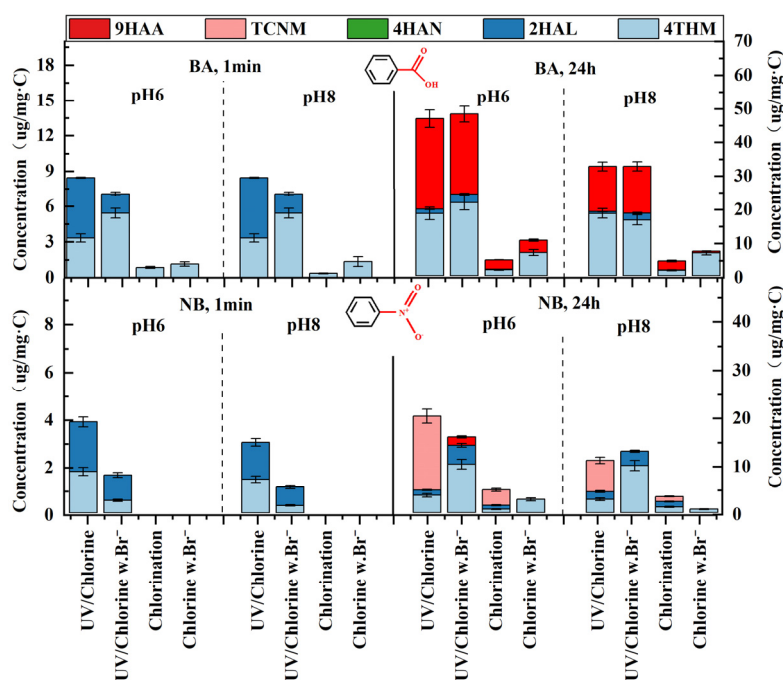 9HAA TCNM 4HAN 2HAL 4THM
BA, 1min
BA, 24h
pH6 pH8 pH6 pH8
O
OH
Concentration（ug/mg·C）
18
15
12
9
6
3
0
Concentration（ug/mg·C）
70
60
50
40
30
20
10
0
NB, 1min
NB, 24h
pH6 pH8 pH6 pH8
O
N+
O-
Concentration（ug/mg·C）
8
6
4
2
0
Concentration（ug/mg·C）
40
30
20
10
0
UV/Chlorine
UV/Chlorine w.Br⁻
Chlorination
Chlorine w.Br⁻
UV/Chlorine
UV/Chlorine w.Br⁻
Chlorination
Chlorine w.Br⁻
UV/Chlorine
UV/Chlorine w.Br⁻
Chlorination
Chlorine w.Br⁻
UV/Chlorine
UV/Chlorine w.Br⁻
Chlorination
Chlorine w.Br⁻